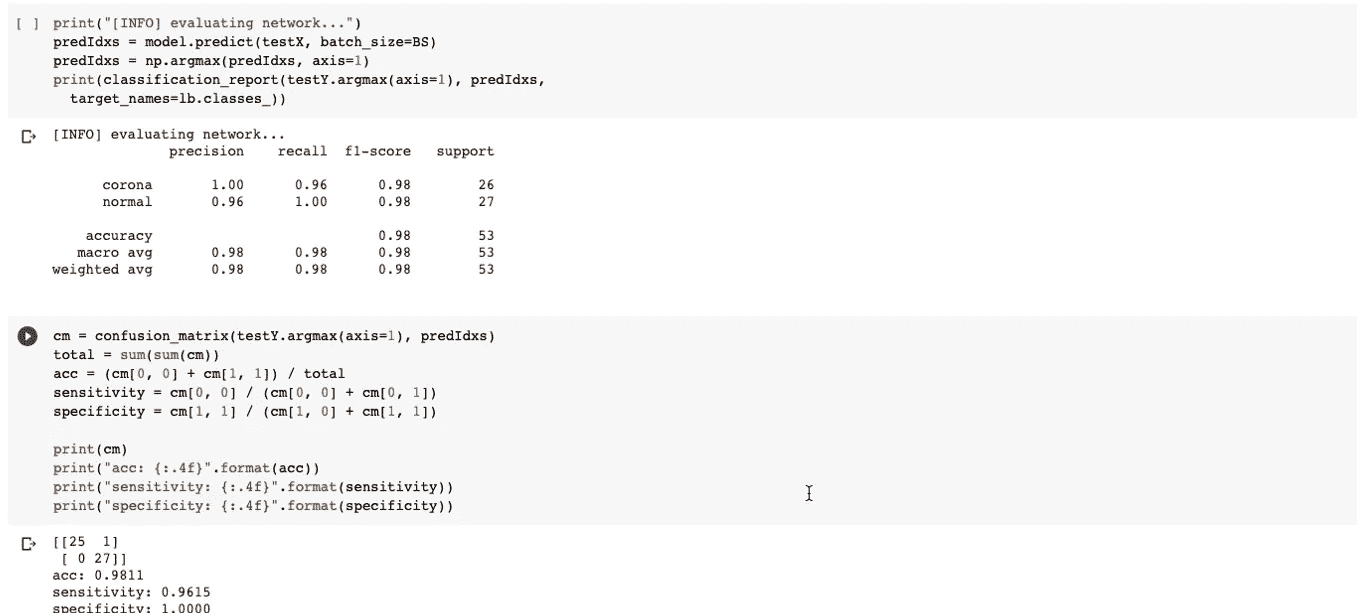 [ ] print("[INFO] evaluating network...")
predIdxs = model.predict(testX, batch_size=BS)
predIdxs = np.argmax(predIdxs, axis=1)
print(classification_report(testY.argmax(axis=1), predIdxs,
  target_names=lb.classes_))
[INFO] evaluating network...
precision recall f1-score support
corona 1.00 0.96 0.98 26
normal 0.96 1.00 0.98 27
accuracy 0.98 53
macro avg 0.98 0.98 0.98 53
weighted avg 0.98 0.98 0.98 53
cm = confusion_matrix(testY.argmax(axis=1), predIdxs)
total = sum(sum(cm))
acc = (cm[0, 0] + cm[1, 1]) / total
sensitivity = cm[0, 0] / (cm[0, 0] + cm[0, 1])
specificity = cm[1, 1] / (cm[1, 0] + cm[1, 1])
print(cm)
print("acc: {:.4f}".format(acc))
print("sensitivity: {:.4f}".format(sensitivity))
print("specificity: {:.4f}".format(specificity))
[[25  1]
 [ 0 27]]
acc: 0.9811
sensitivity: 0.9615
specificity: 1.0000